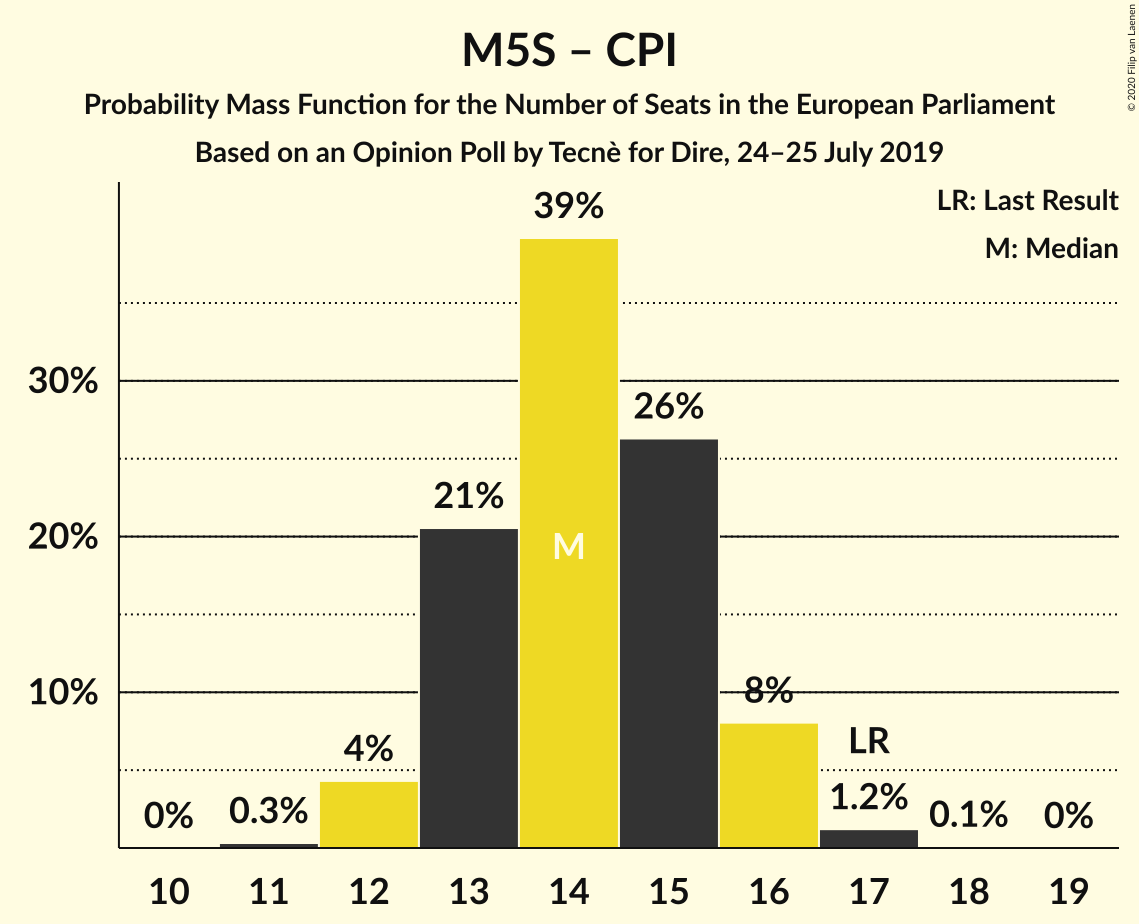 M5S – CPI
Probability Mass Function for the Number of Seats in the European Parliament
Based on an Opinion Poll by Tecnè for Dire, 24–25 July 2019
© 2020 Filip van Laenen
LR: Last Result
M: Median
39%
30%
26%
21%
20%
M
10%
8%
LR
4%
1.2%
0% 0.3% 0.1% 0%
10 11 12 13 14 15 16 17 18 19